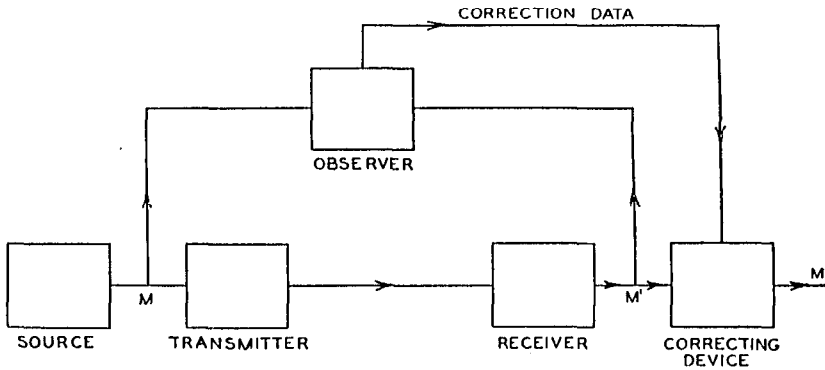 CORRECTION DATA
OBSERVER
M
M'
M
SOURCE
TRANSMITTER
RECEIVER
CORRECTING
DEVICE